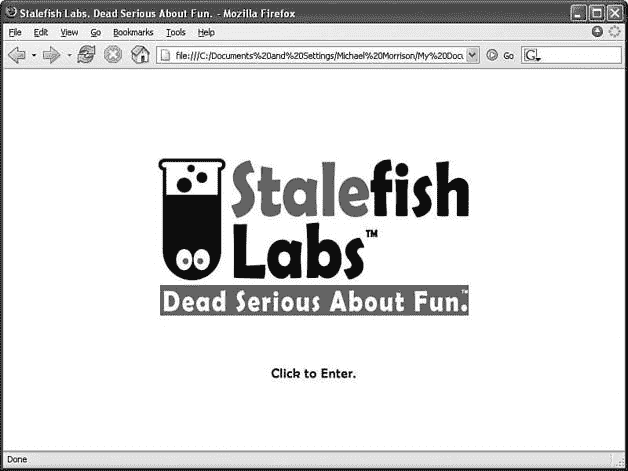 Stalefish Labs. Dead Serious About Fun. - Mozilla Firefox
File Edit View Go Bookmarks Tools Help
file:///C:/Documents%20and%20Settings/Michael%20Morrison/My%20Docu Go G
Stalefish
Labs™
Dead Serious About Fun.™
Click to Enter.
Done